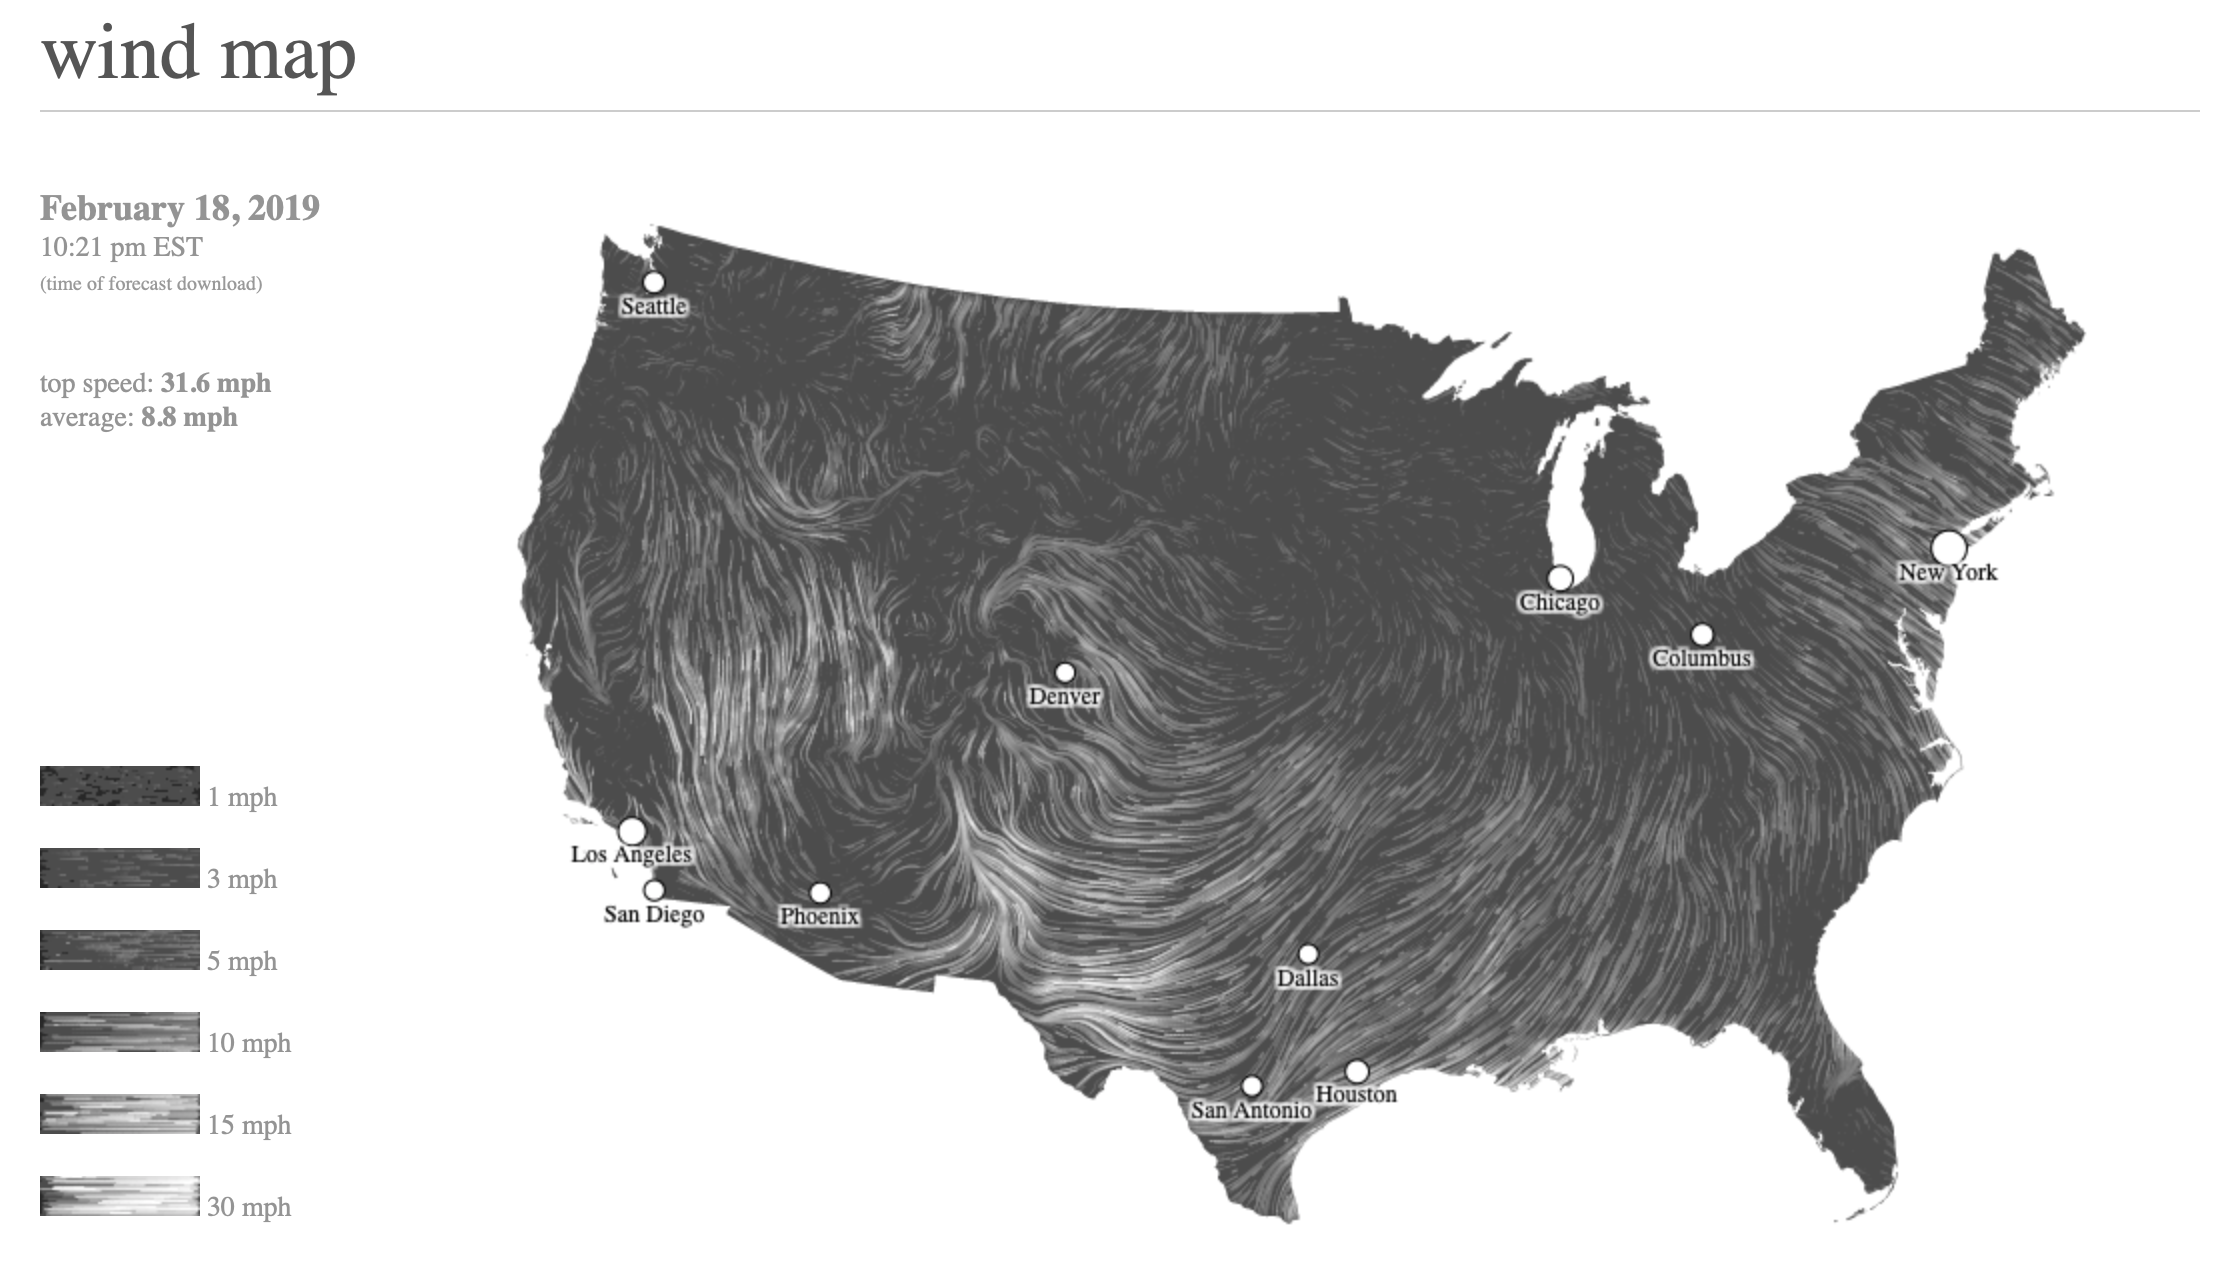 wind map
February 18, 2019
10:21 pm EST
(time of forecast download)
top speed: 31.6 mph
average: 8.8 mph
1 mph
3 mph
5 mph
10 mph
15 mph
30 mph
Seattle
New York
Chicago
Columbus
Denver
Los Angeles
San Diego
Phoenix
Dallas
Houston
San Antonio